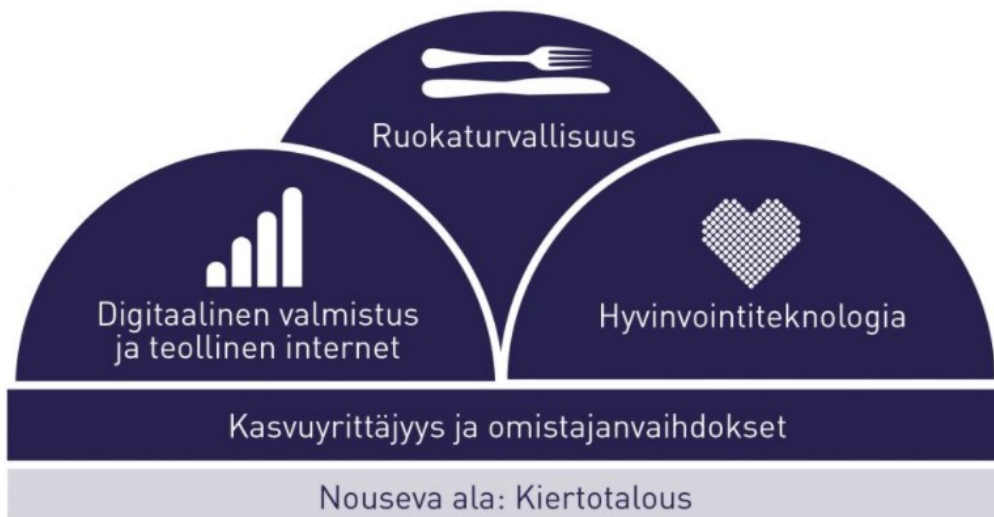 Ruokaturvallisuus
Digitaalinen valmistus
ja teollinen internet
Hyvinvointiteknologia
Kasvuyrittäjyys ja omistajanvaihdokset
Nouseva ala: Kiertotalous